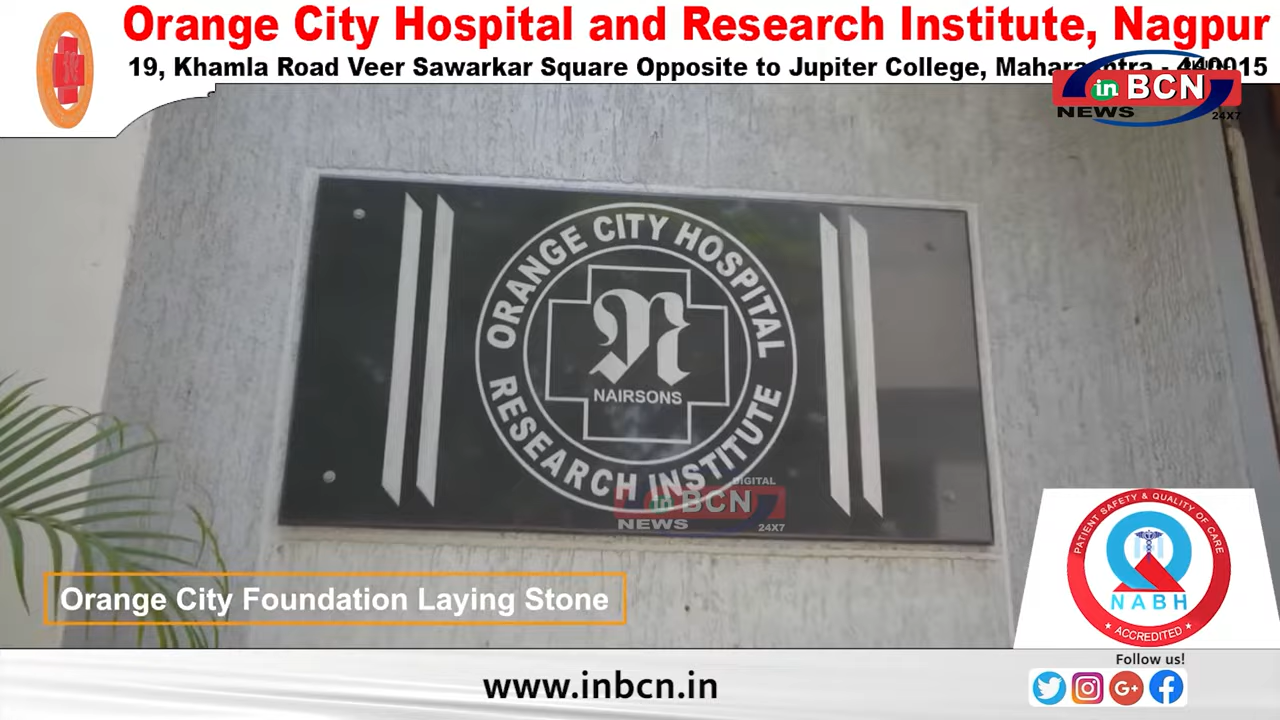 Orange City Hospital and Research Institute, Nagpur
19, Khamla Road Veer Sawarkar Square Opposite to Jupiter College, Maharashtra - 440015
in BCN
NEWS
24X7
ORANGE CITY HOSPITAL
N
NAIRSONS
RESEARCH INSTITUTE
DIGITAL
in BCN
NEWS
24X7
PATIENT SAFETY & QUALITY OF CARE
NABH
★ ACCREDITED ★
Orange City Foundation Laying Stone
Follow us!
www.inbcn.in
G+